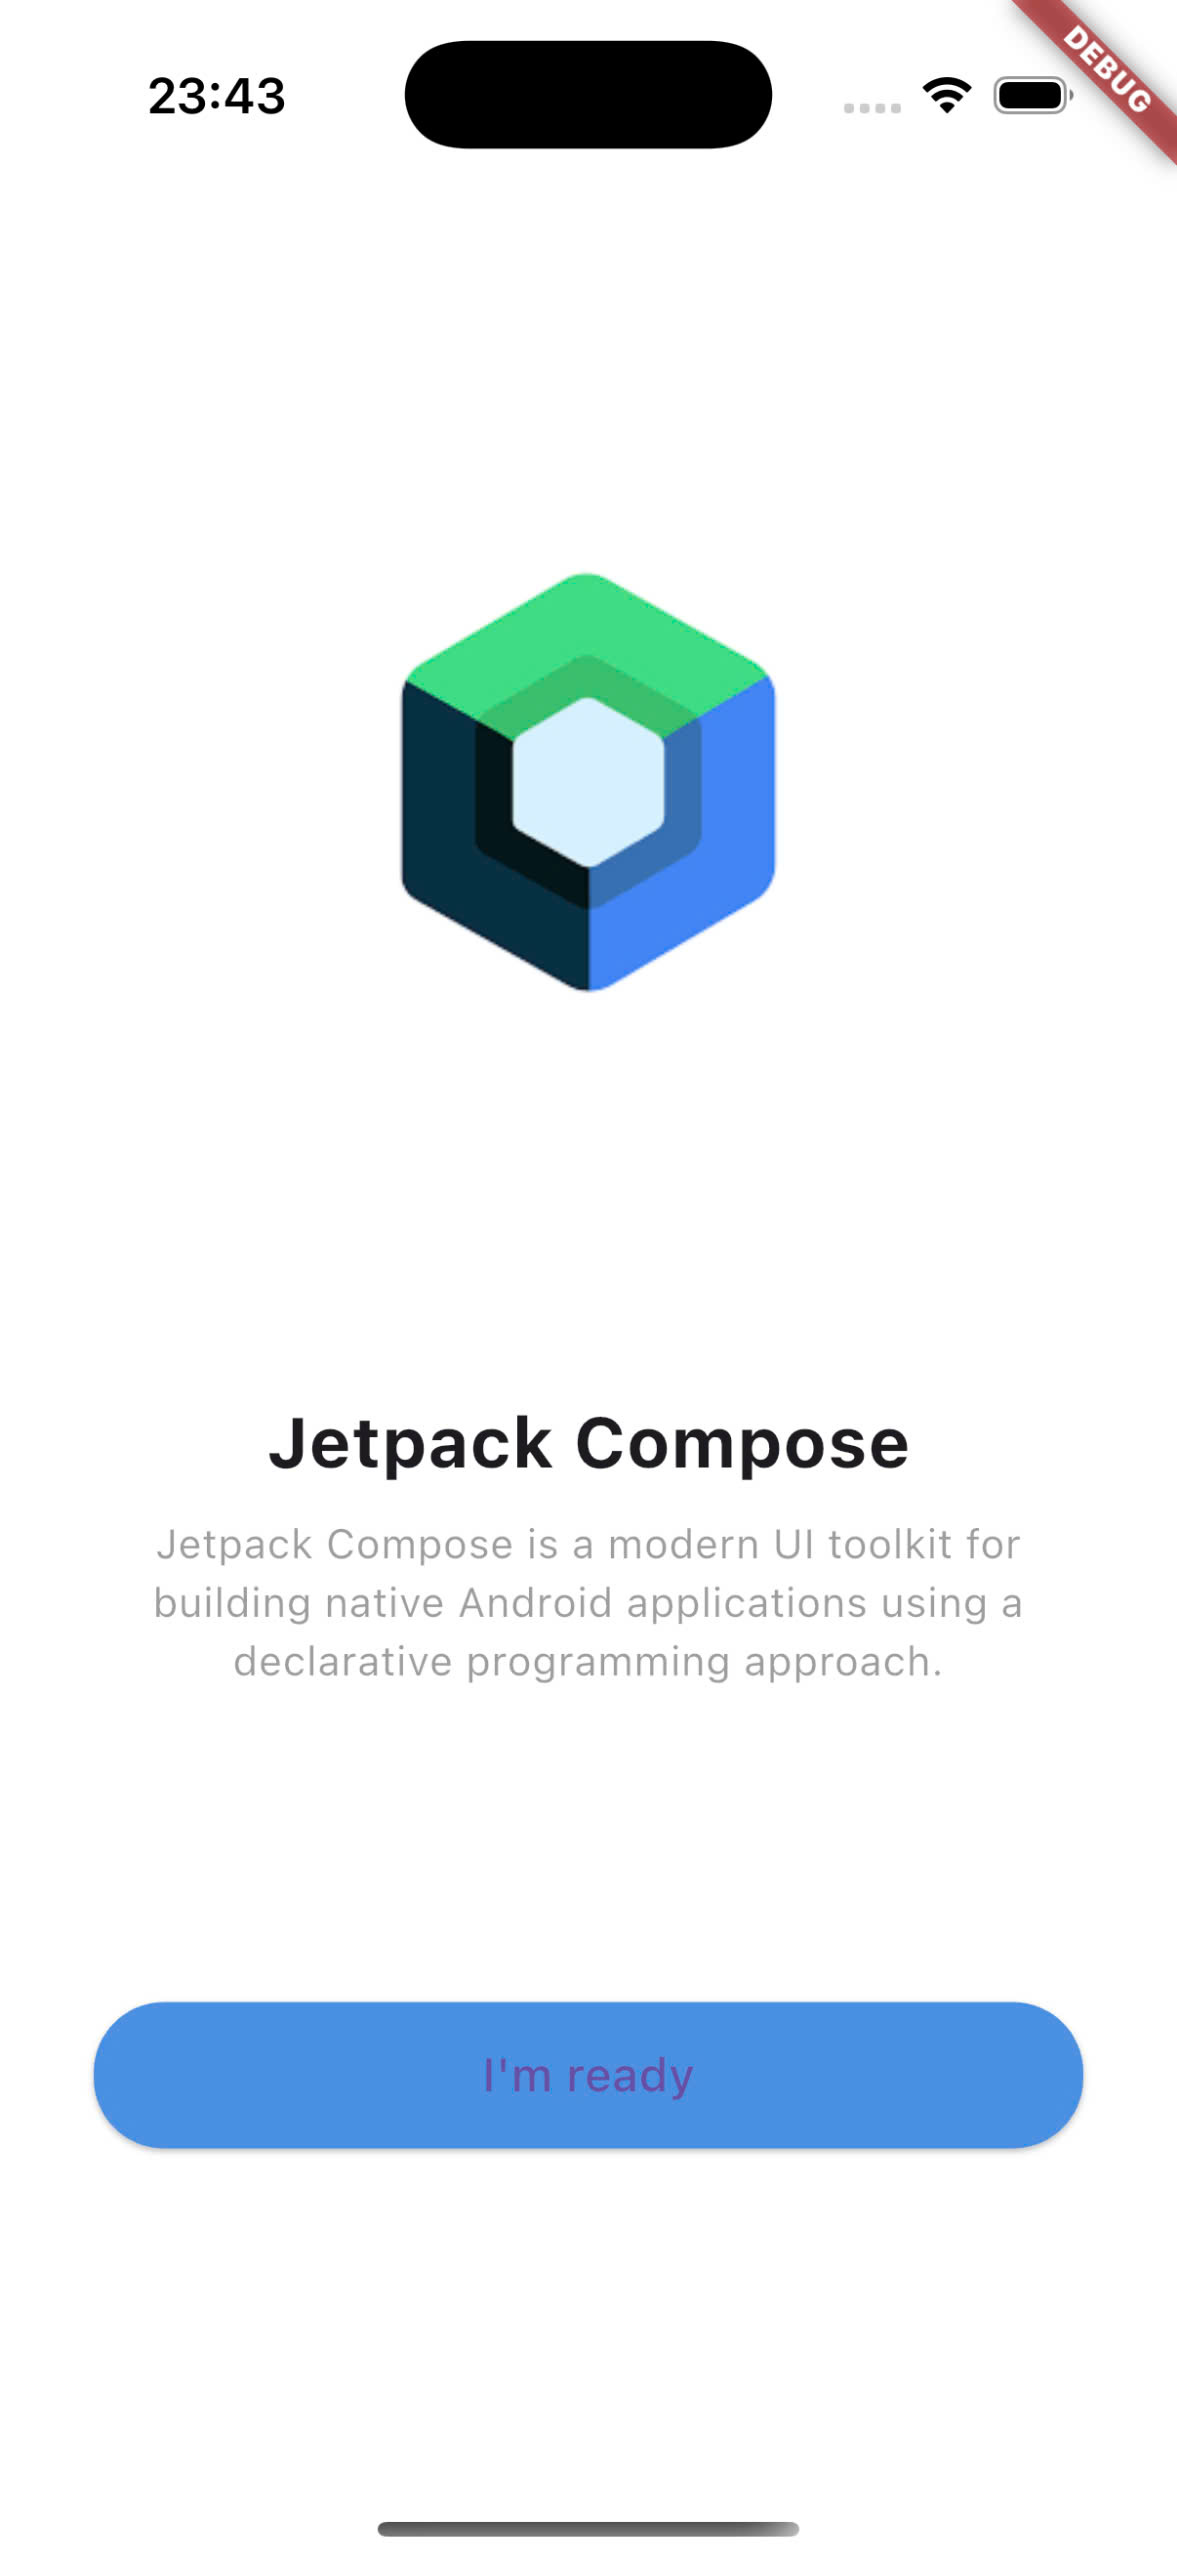 23:43
DEBUG
Jetpack Compose
Jetpack Compose is a modern UI toolkit for
building native Android applications using a
declarative programming approach.
I'm ready